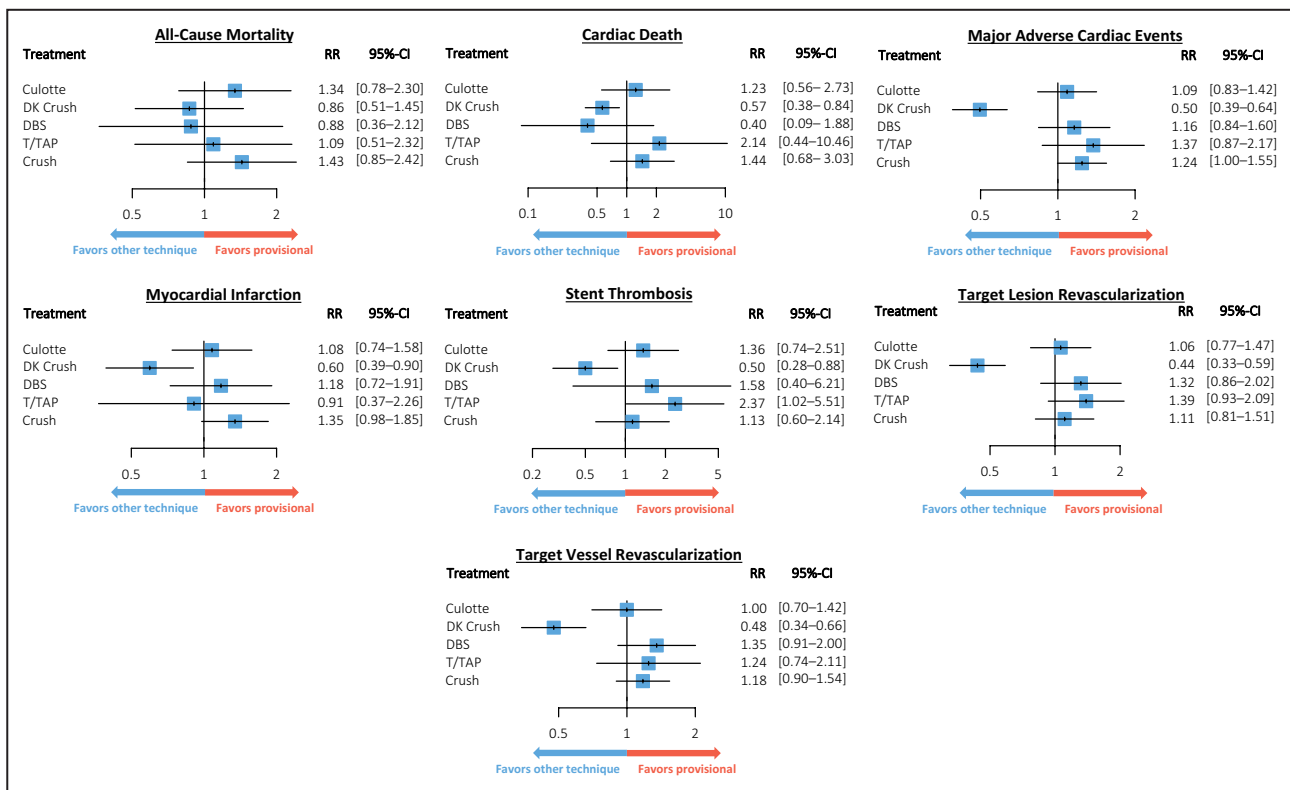 All-Cause Mortality
Treatment RR 95%-CI
Culotte 1.34 [0.78–2.30]
DK Crush 0.86 [0.51–1.45]
DBS 0.88 [0.36–2.12]
T/TAP 1.09 [0.51–2.32]
Crush 1.43 [0.85–2.42]
0.5 1 2
Favors other technique Favors provisional
Cardiac Death
Treatment RR 95%-CI
Culotte 1.23 [0.56– 2.73]
DK Crush 0.57 [0.38– 0.84]
DBS 0.40 [0.09– 1.88]
T/TAP 2.14 [0.44–10.46]
Crush 1.44 [0.68– 3.03]
0.1 0.5 1 2 10
Favors other technique Favors provisional
Major Adverse Cardiac Events
Treatment RR 95%-CI
Culotte 1.09 [0.83–1.42]
DK Crush 0.50 [0.39–0.64]
DBS 1.16 [0.84–1.60]
T/TAP 1.37 [0.87–2.17]
Crush 1.24 [1.00–1.55]
0.5 1 2
Favors other technique Favors provisional
Myocardial Infarction
Treatment RR 95%-CI
Culotte 1.08 [0.74–1.58]
DK Crush 0.60 [0.39–0.90]
DBS 1.18 [0.72–1.91]
T/TAP 0.91 [0.37–2.26]
Crush 1.35 [0.98–1.85]
0.5 1 2
Favors other technique Favors provisional
Stent Thrombosis
Treatment RR 95%-CI
Culotte 1.36 [0.74–2.51]
DK Crush 0.50 [0.28–0.88]
DBS 1.58 [0.40–6.21]
T/TAP 2.37 [1.02–5.51]
Crush 1.13 [0.60–2.14]
0.2 1 2 5
Favors other technique Favors provisional
Target Lesion Revascularization
Treatment RR 95%-CI
Culotte 1.06 [0.77–1.47]
DK Crush 0.44 [0.33–0.59]
DBS 1.32 [0.86–2.02]
T/TAP 1.39 [0.93–2.09]
Crush 1.11 [0.81–1.51]
0.5 1 2
Favors other technique Favors provisional
Target Vessel Revascularization
Treatment RR 95%-CI
Culotte 1.00 [0.70–1.42]
DK Crush 0.48 [0.34–0.66]
DBS 1.35 [0.91–2.00]
T/TAP 1.24 [0.74–2.11]
Crush 1.18 [0.90–1.54]
0.5 1 2
Favors other technique Favors provisional